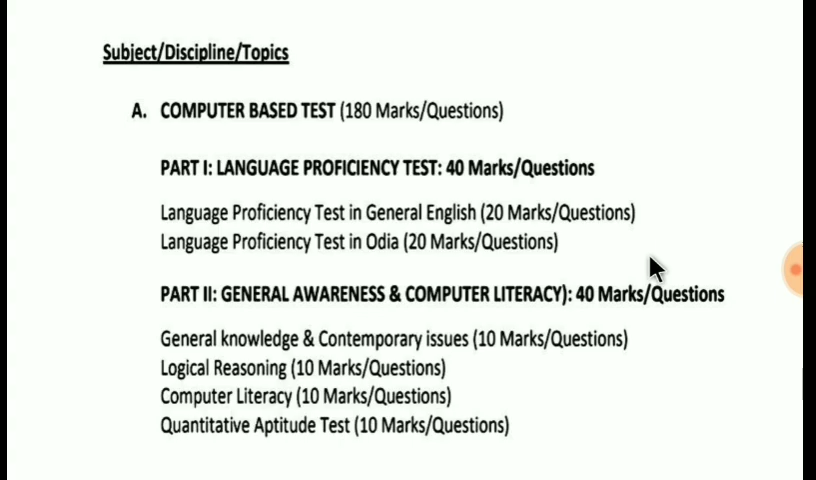 Subject/Discipline/Topics
A. COMPUTER BASED TEST (180 Marks/Questions)
PART I: LANGUAGE PROFICIENCY TEST: 40 Marks/Questions
Language Proficiency Test in General English (20 Marks/Questions)
Language Proficiency Test in Odia (20 Marks/Questions)
PART II: GENERAL AWARENESS & COMPUTER LITERACY): 40 Marks/Questions
General knowledge & Contemporary issues (10 Marks/Questions)
Logical Reasoning (10 Marks/Questions)
Computer Literacy (10 Marks/Questions)
Quantitative Aptitude Test (10 Marks/Questions)